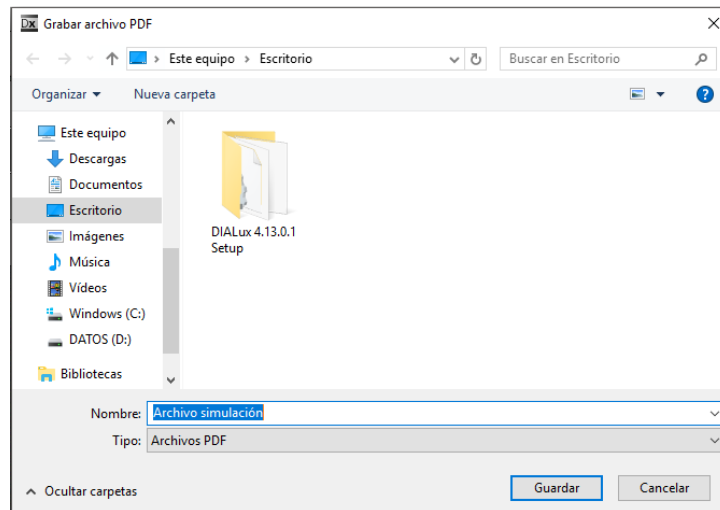 Dx Grabar archivo PDF
Este equipo > Escritorio
Buscar en Escritorio
Organizar
Nueva carpeta
?
Este equipo
Descargas
Documentos
Escritorio
Imágenes
Música
Vídeos
Windows (C:)
DATOS (D:)
Bibliotecas
DIALux 4.13.0.1
Setup
Nombre: Archivo simulación
Tipo: Archivos PDF
Ocultar carpetas
Guardar
Cancelar